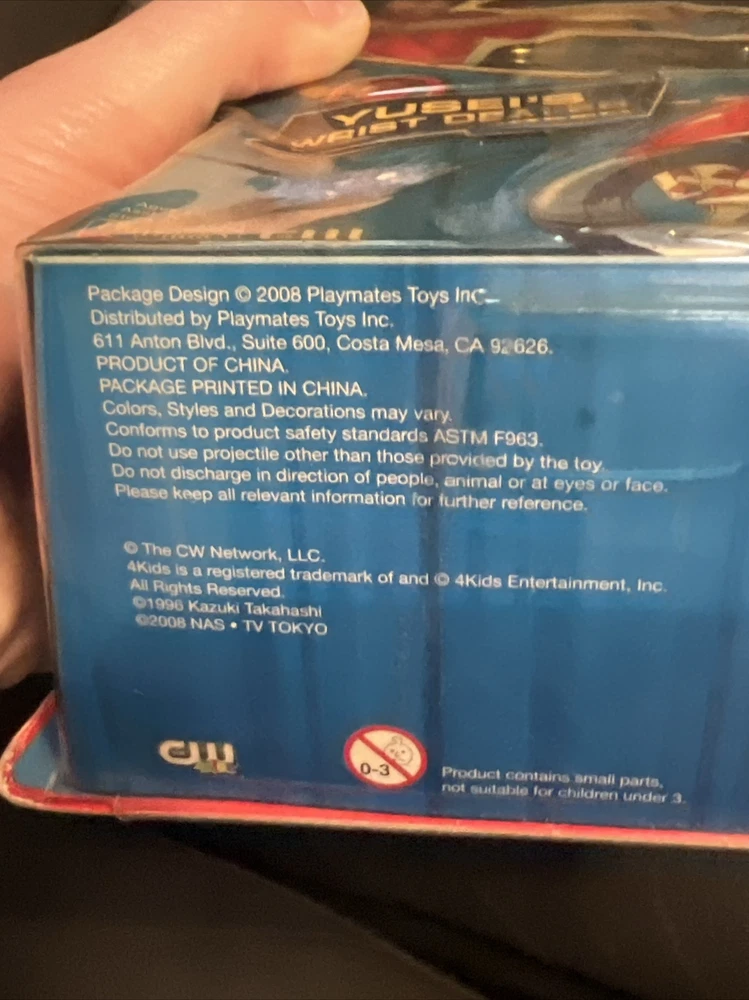 YUSEI'S
WRIST DEALER
Package Design © 2008 Playmates Toys Inc.
Distributed by Playmates Toys Inc.
611 Anton Blvd., Suite 600, Costa Mesa, CA 92626.
PRODUCT OF CHINA.
PACKAGE PRINTED IN CHINA.
Colors, Styles and Decorations may vary.
Conforms to product safety standards ASTM F963.
Do not use projectile other than those provided by the toy.
Do not discharge in direction of people, animal or at eyes or face.
Please keep all relevant information for further reference.
© The CW Network, LLC.
4Kids is a registered trademark of and © 4Kids Entertainment, Inc.
All Rights Reserved.
©1996 Kazuki Takahashi
©2008 NAS • TV TOKYO
CW
0-3
Product contains small parts,
not suitable for children under 3.